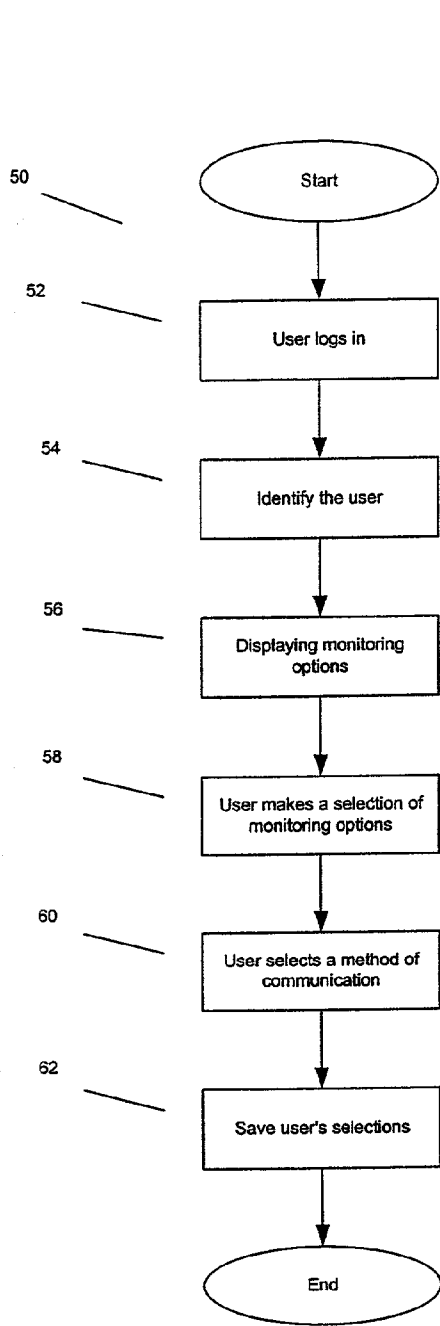 Start
50
52
User logs in
54
Identify the user
56
Displaying monitoring
options
58
User makes a selection of
monitoring options
60
User selects a method of
communication
62
Save user's selections
End